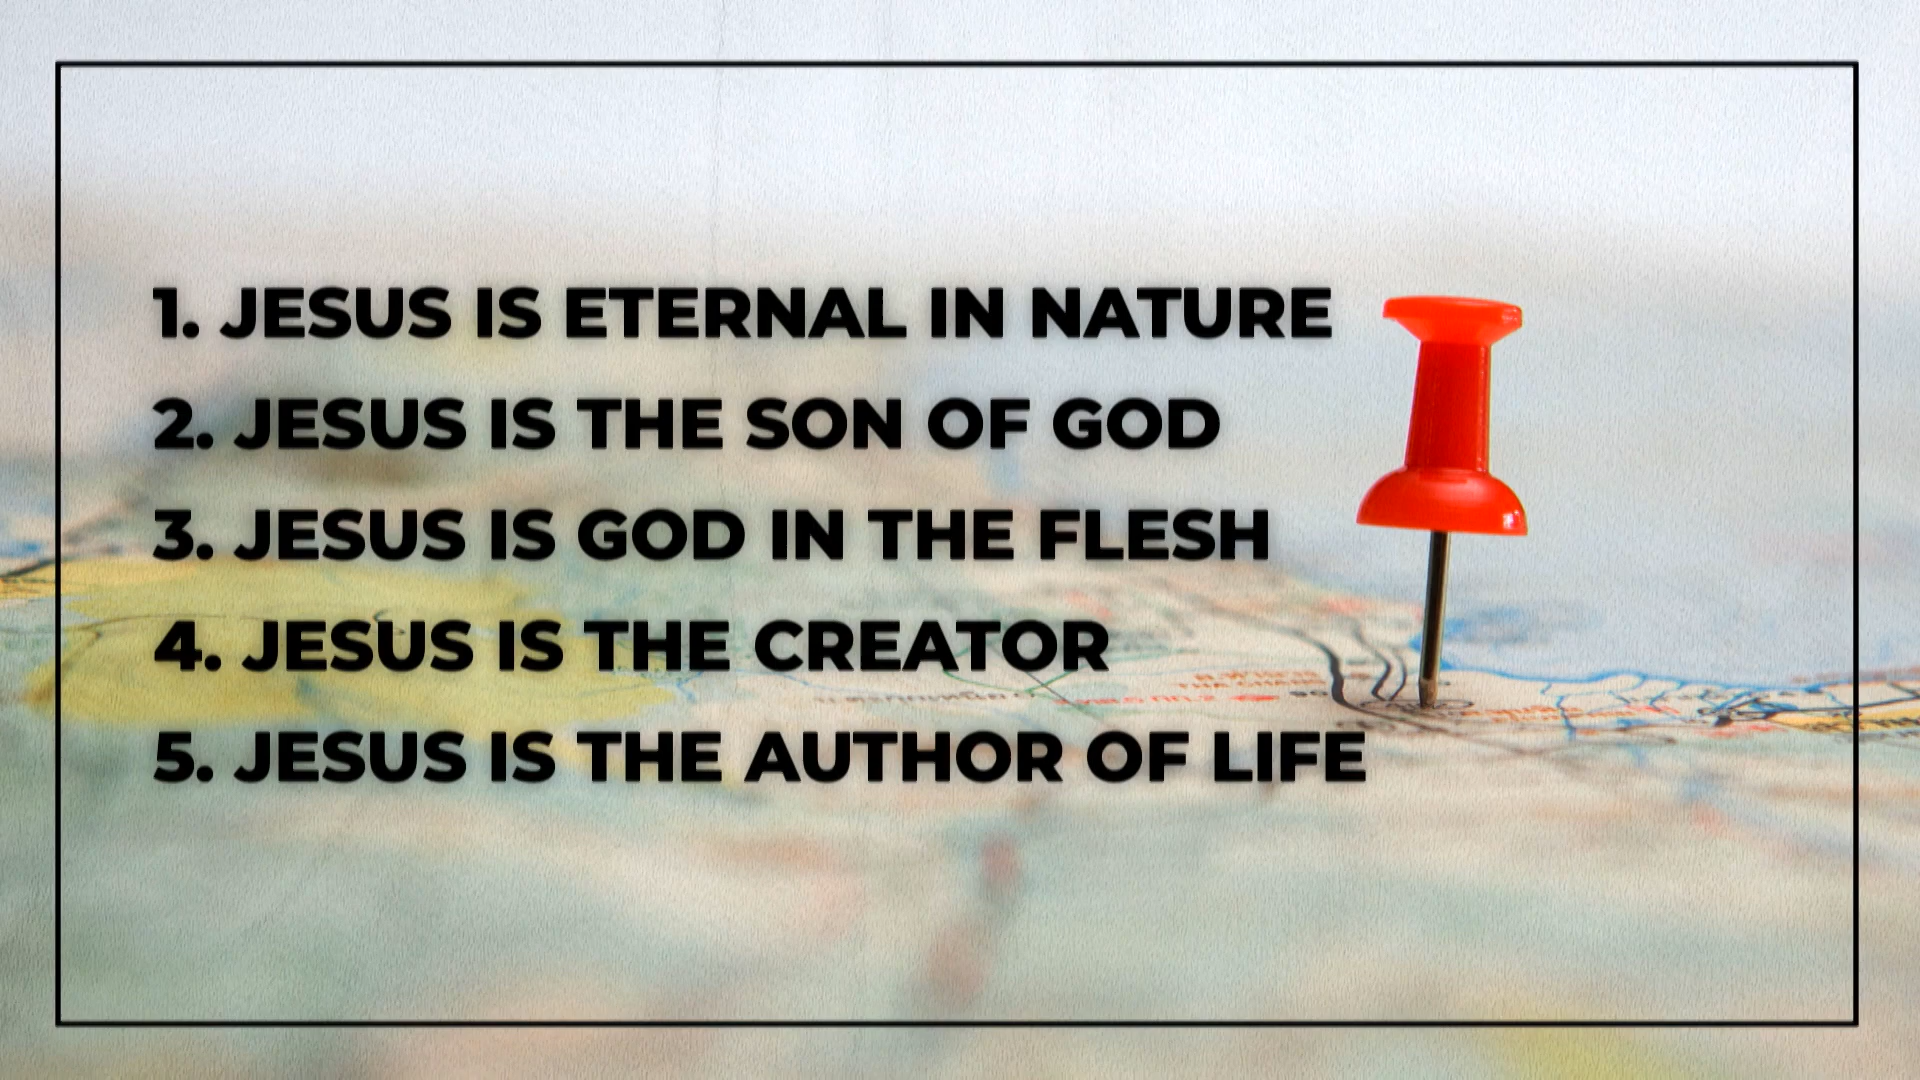 1. JESUS IS ETERNAL IN NATURE
2. JESUS IS THE SON OF GOD
3. JESUS IS GOD IN THE FLESH
4. JESUS IS THE CREATOR
5. JESUS IS THE AUTHOR OF LIFE